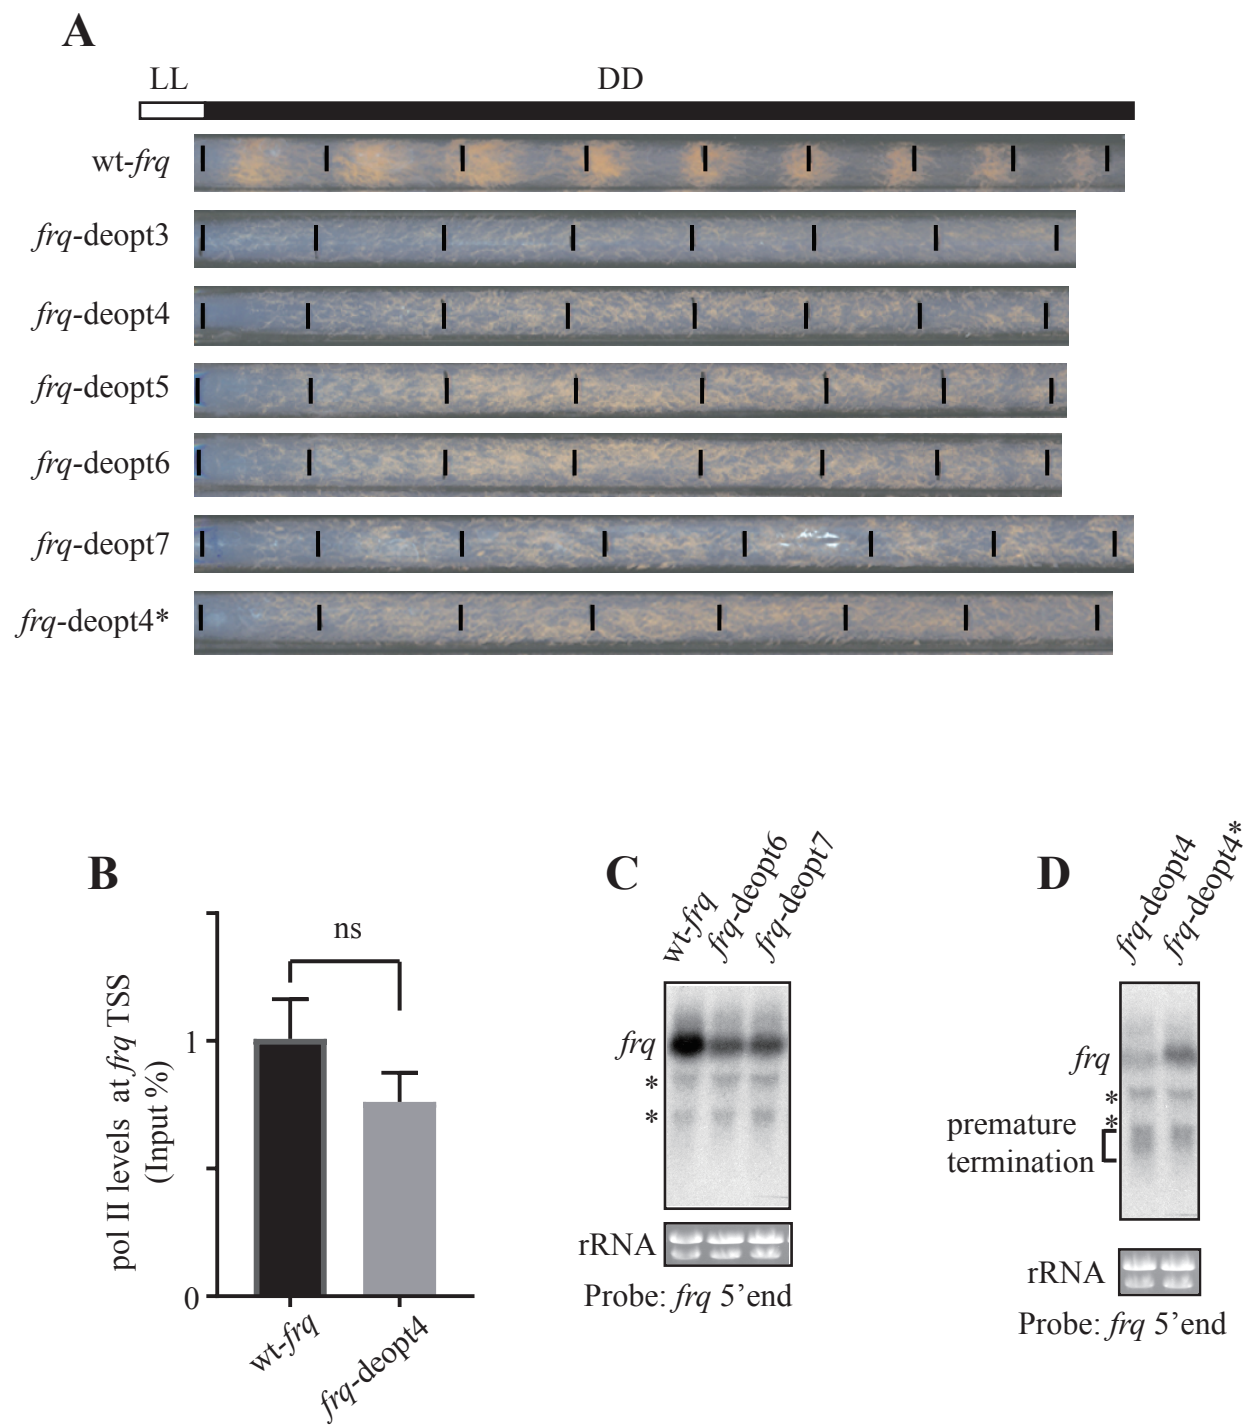 A
LL DD
wt-frq
frq-deopt3
frq-deopt4
frq-deopt5
frq-deopt6
frq-deopt7
frq-deopt4*
B
ns
pol II levels at frq TSS
(Input %)
1
0
wt-frq
frq-deopt4
C
wt-frq
frq-deopt6
frq-deopt7
frq
*
*
rRNA
Probe: frq 5’end
D
frq-deopt4
frq-deopt4*
frq
*
*
premature
termination
rRNA
Probe: frq 5’end